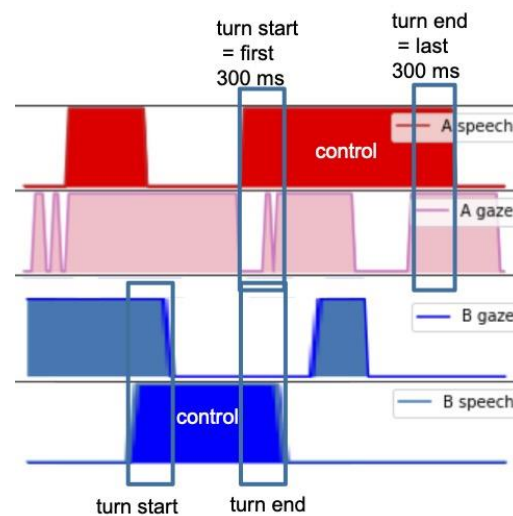 turn start
= first
300 ms
turn end
= last
300 ms
A speech
control
A gaze
B gaze
B speech
control
turn start
turn end